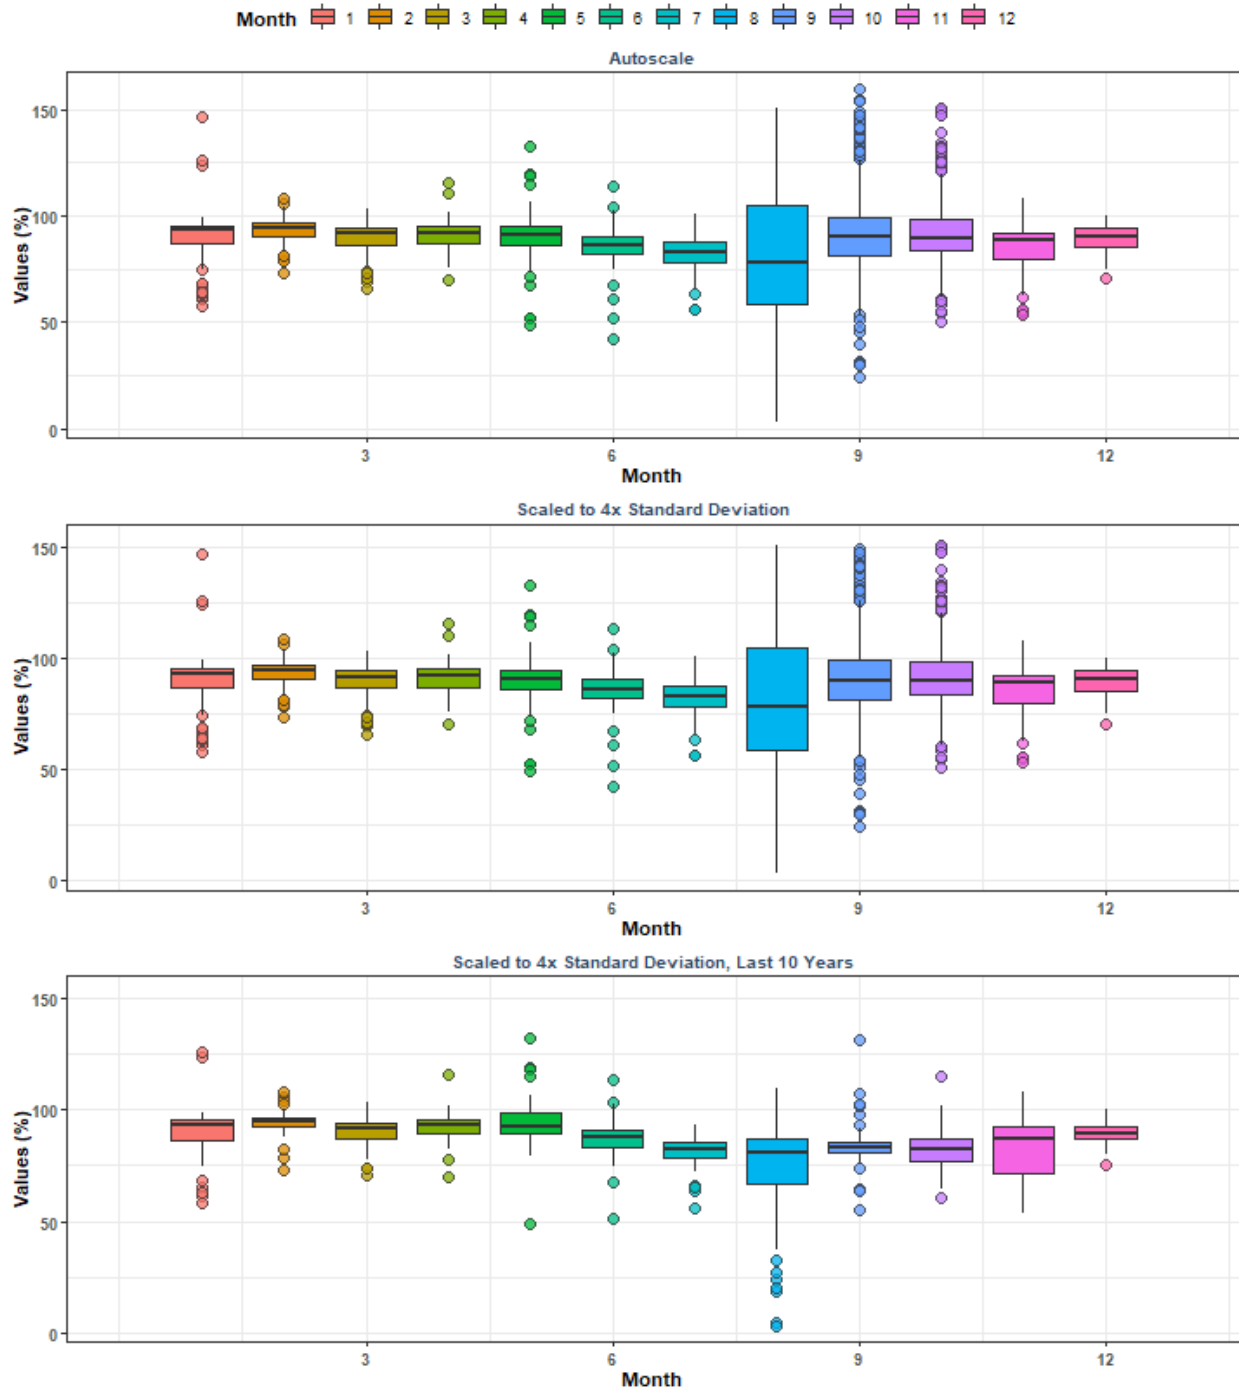 Month 1 2 3 4 5 6 7 8 9 10 11 12
Autoscale
Values (%)
150
100
50
0
3 6 9 12
Month
Scaled to 4x Standard Deviation
Values (%)
150
100
50
0
3 6 9 12
Month
Scaled to 4x Standard Deviation, Last 10 Years
Values (%)
150
100
50
0
3 6 9 12
Month